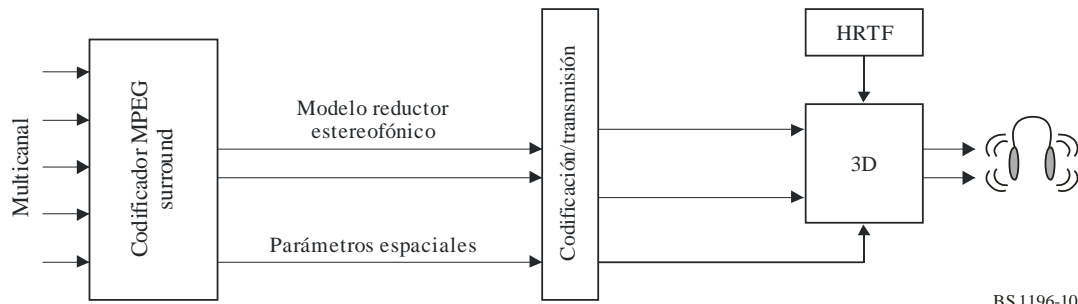 Multicanal
Codificador MPEG
surround
Modelo reductor
estereofónico
Parámetros espaciales
Codificación/transmisión
HRTF
3D
BS.1196-10